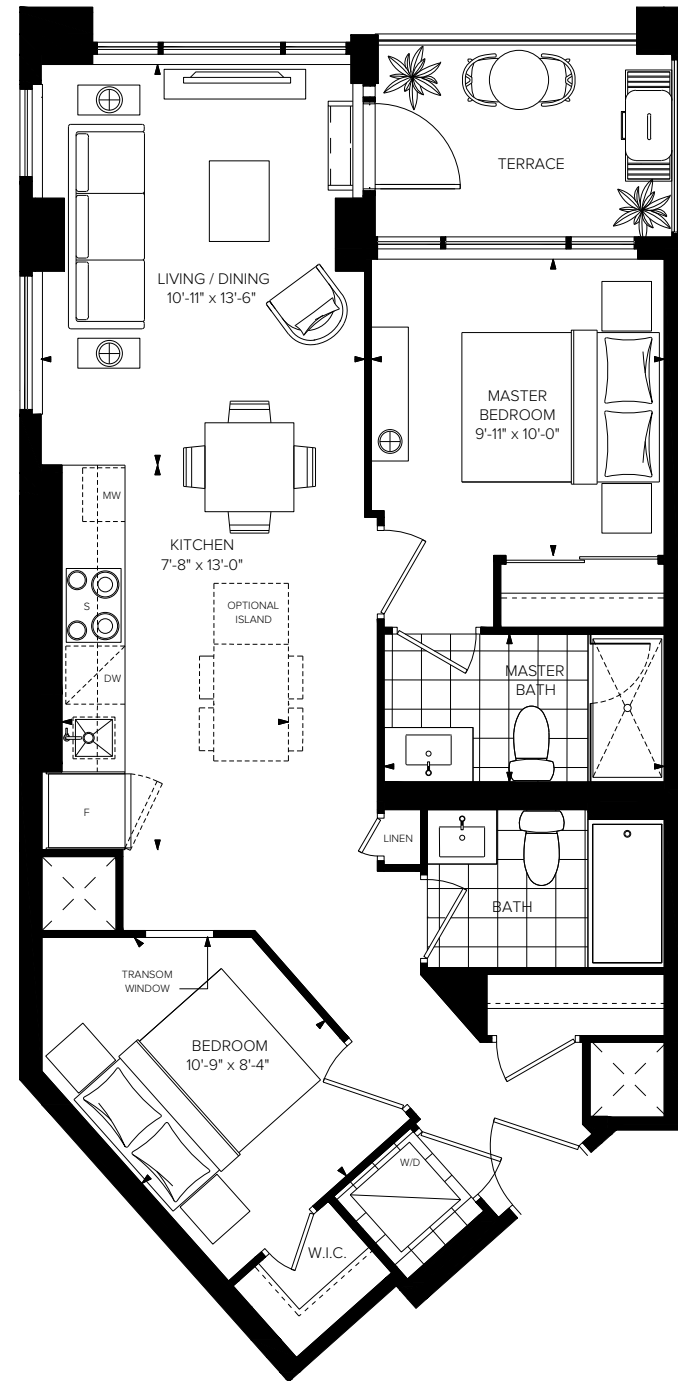 TERRACE
LIVING / DINING
10'-11" x 13'-6"
MASTER
BEDROOM
9'-11" x 10'-0"
MW
KITCHEN
7'-8" x 13'-0"
S
OPTIONAL
ISLAND
DW
MASTER
BATH
F
LINEN
BATH
TRANSOM
WINDOW
BEDROOM
10'-9" x 8'-4"
W/D
W.I.C.